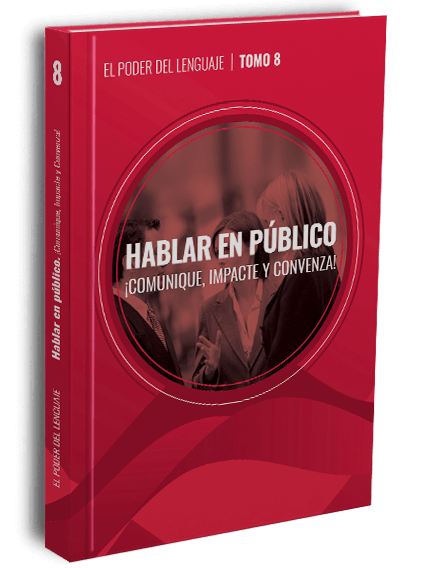 EL PODER DEL LENGUAJE | TOMO 8
HABLAR EN PÚBLICO
¡COMUNIQUE, IMPACTE Y CONVENZA!
8
Hablar en público. ¡Comunique, Impacte y Convenza!
EL PODER DEL LENGUAJE